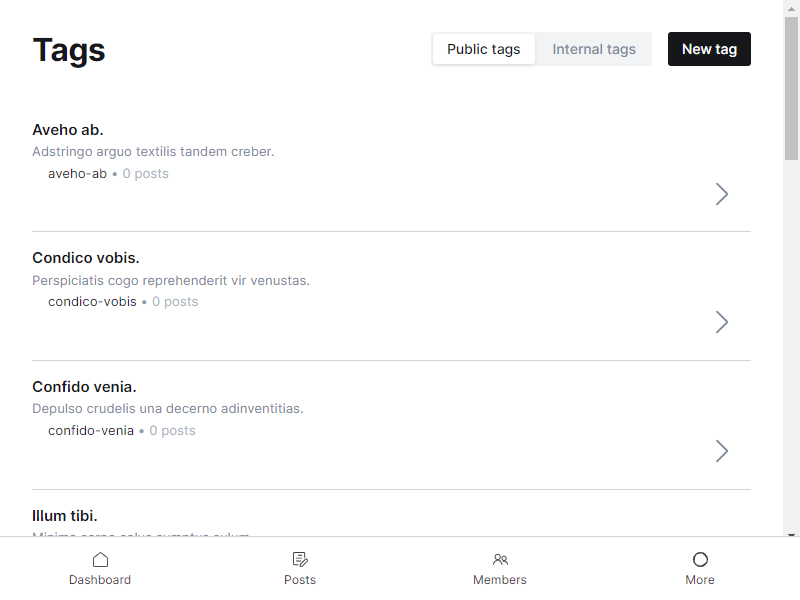 Tags
Public tags
Internal tags
New tag
Aveho ab.
Adstringo arguo textilis tandem creber.
aveho-ab • 0 posts
Condico vobis.
Perspiciatis cogo reprehenderit vir venustas.
condico-vobis • 0 posts
Confido venia.
Depulso crudelis una decerno adinventitias.
confido-venia • 0 posts
Illum tibi.
Dashboard
Posts
Members
More